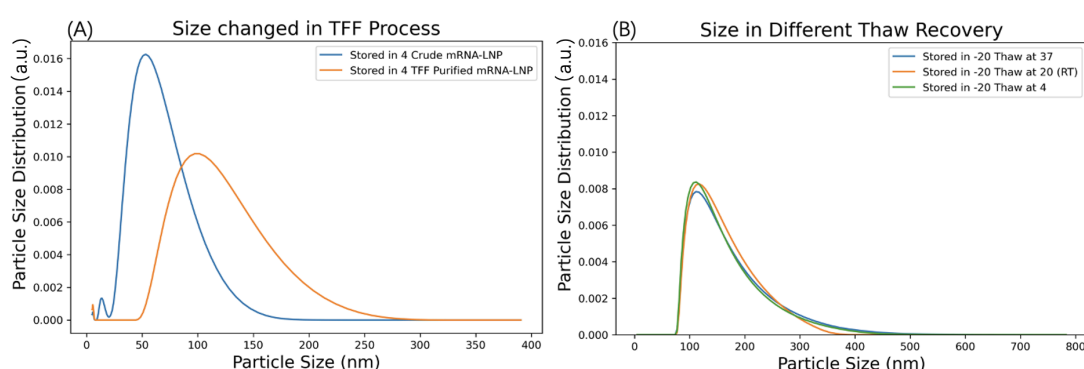 (A)
Size changed in TFF Process
Stored in 4 Crude mRNA-LNP
Stored in 4 TFF Purified mRNA-LNP
Particle Size Distribution (a.u.)
0.016
0.014
0.012
0.010
0.008
0.006
0.004
0.002
0.000
0 50 100 150 200 250 300 350 400
Particle Size (nm)
(B)
Size in Different Thaw Recovery
Stored in -20 Thaw at 37
Stored in -20 Thaw at 20 (RT)
Stored in -20 Thaw at 4
Particle Size Distribution (a.u.)
0.016
0.014
0.012
0.010
0.008
0.006
0.004
0.002
0.000
0 100 200 300 400 500 600 700 800
Particle Size (nm)